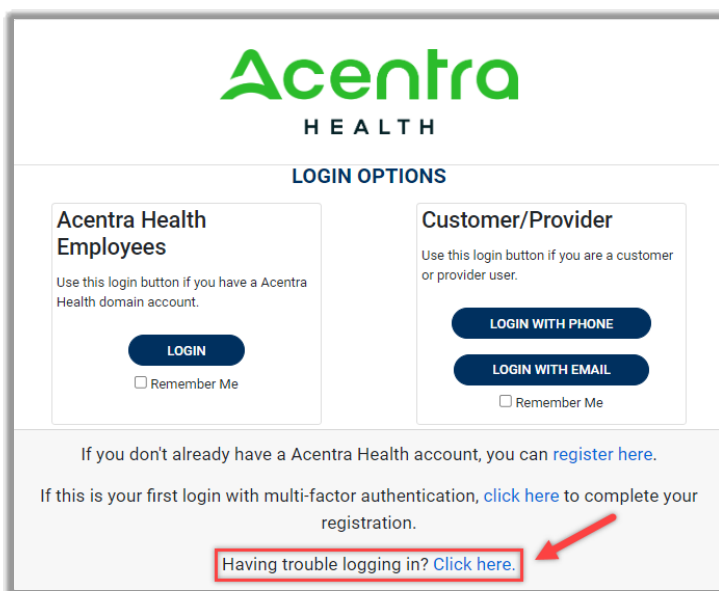 Acentra
HEALTH
LOGIN OPTIONS
Acentra Health
Employees
Use this login button if you have a Acentra
Health domain account.
LOGIN
Remember Me
Customer/Provider
Use this login button if you are a customer
or provider user.
LOGIN WITH PHONE
LOGIN WITH EMAIL
Remember Me
If you don't already have a Acentra Health account, you can register here.
If this is your first login with multi-factor authentication, click here to complete your
registration.
Having trouble logging in? Click here.